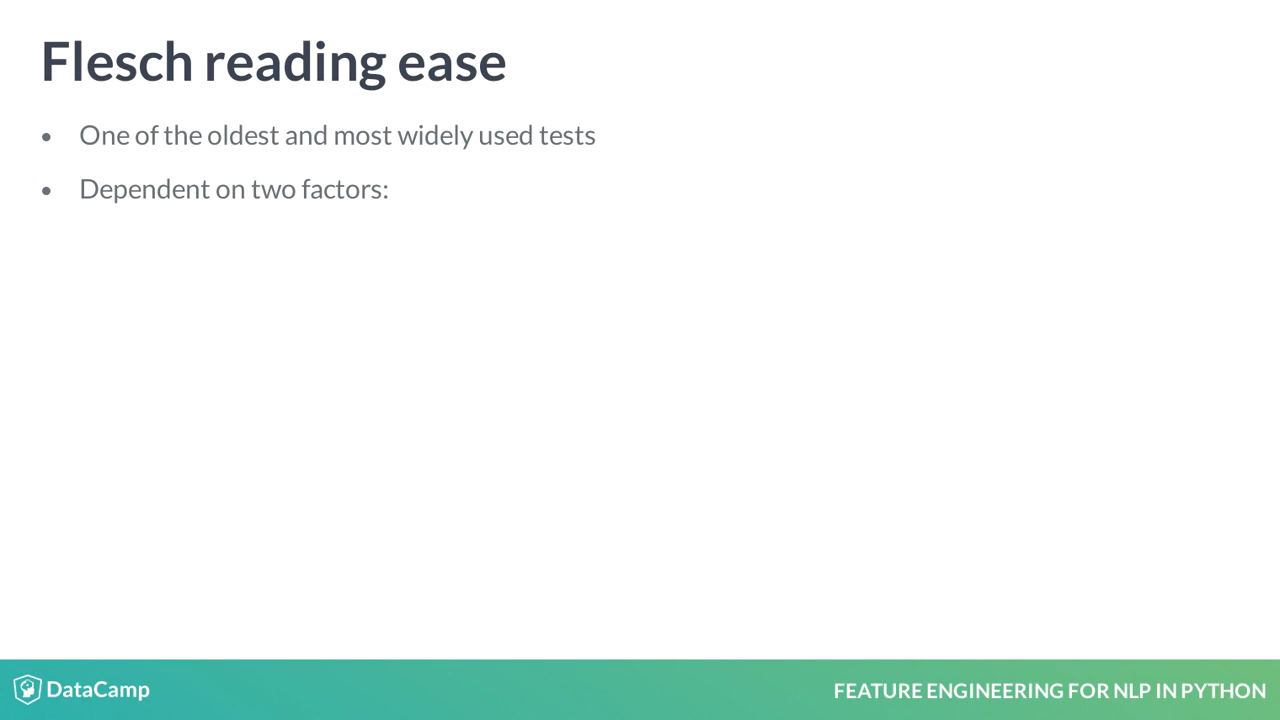 Flesch reading ease
• One of the oldest and most widely used tests
• Dependent on two factors:
DataCamp
FEATURE ENGINEERING FOR NLP IN PYTHON